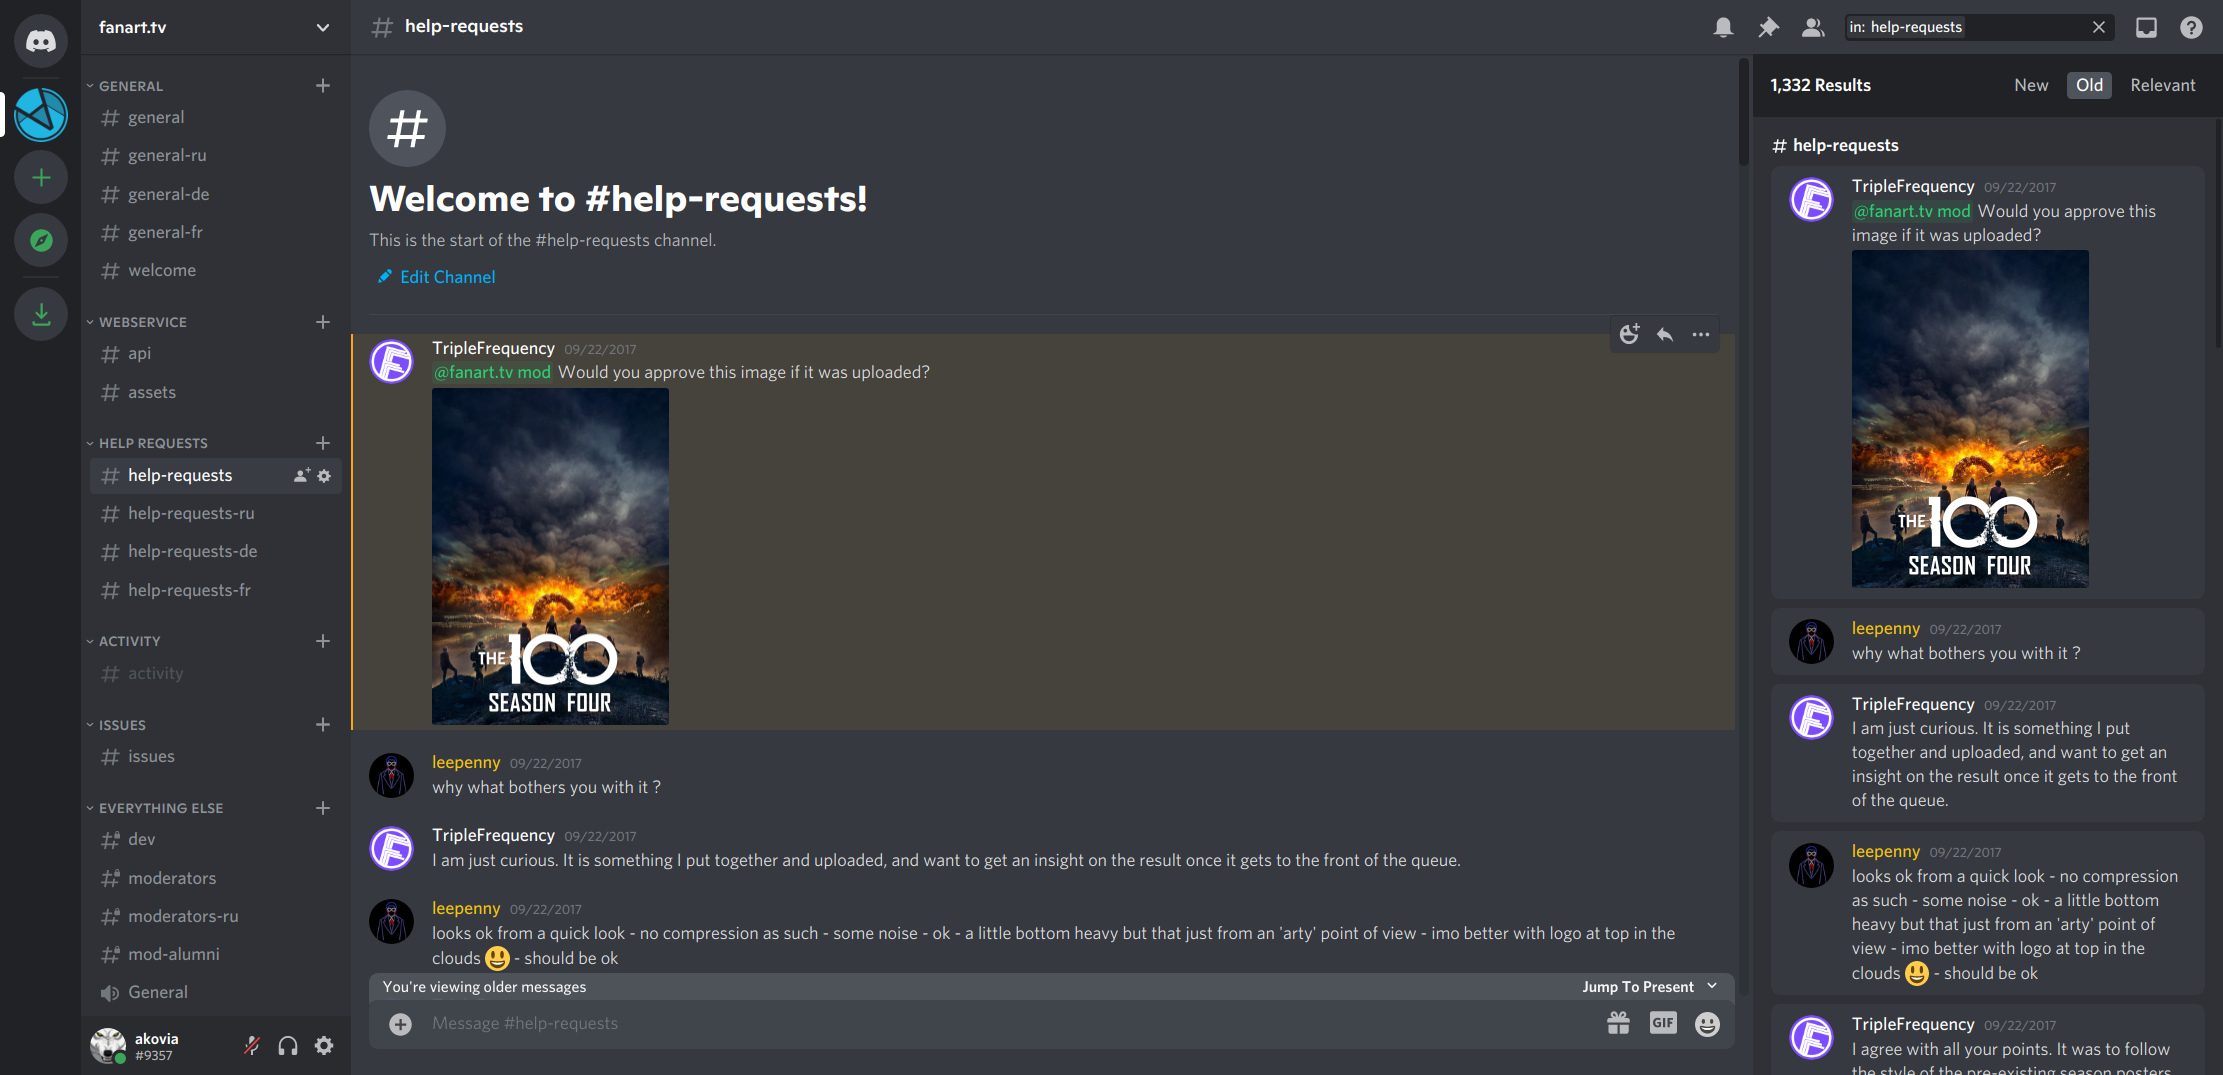 fanart.tv
GENERAL
general
general-ru
general-de
general-fr
welcome
WEBSERVICE
api
assets
HELP REQUESTS
help-requests
help-requests-ru
help-requests-de
help-requests-fr
ACTIVITY
activity
ISSUES
issues
EVERYTHING ELSE
dev
moderators
moderators-ru
mod-alumni
General
akovia
#9357
# help-requests
#
Welcome to #help-requests!
This is the start of the #help-requests channel.
Edit Channel
TripleFrequency 09/22/2017
@fanart.tv mod Would you approve this image if it was uploaded?
THE 100
SEASON FOUR
leepenny 09/22/2017
why what bothers you with it ?
TripleFrequency 09/22/2017
I am just curious. It is something I put together and uploaded, and want to get an insight on the result once it gets to the front of the queue.
leepenny 09/22/2017
looks ok from a quick look - no compression as such - some noise - ok - a little bottom heavy but that just from an 'arty' point of view - imo better with logo at top in the
clouds 😃 - should be ok
You're viewing older messages Jump To Present
Message #help-requests
GIF
in: help-requests
1,332 Results New Old Relevant
# help-requests
TripleFrequency 09/22/2017
@fanart.tv mod Would you approve this
image if it was uploaded?
THE 100
SEASON FOUR
leepenny 09/22/2017
why what bothers you with it ?
TripleFrequency 09/22/2017
I am just curious. It is something I put
together and uploaded, and want to get an
insight on the result once it gets to the front
of the queue.
leepenny 09/22/2017
looks ok from a quick look - no compression
as such - some noise - ok - a little bottom
heavy but that just from an 'arty' point of
view - imo better with logo at top in the
clouds 😃 - should be ok
TripleFrequency 09/22/2017
I agree with all your points. It was to follow
the style of the pre-existing season posters